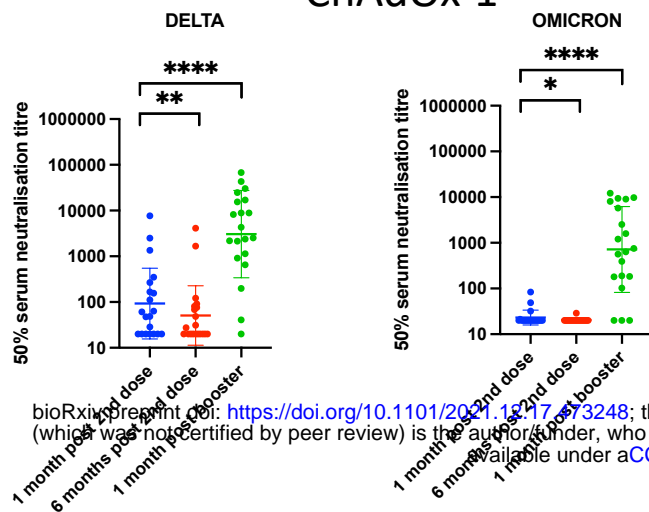 ChAdOx-1
DELTA
OMICRON
****
**
****
*
50% serum neutralisation titre
1000000
100000
10000
1000
100
10
50% serum neutralisation titre
1000000
100000
10000
1000
100
10
1 month post 2nd dose
6 months post 2nd dose
1 month post booster
1 month post 2nd dose
6 months post 2nd dose
1 month post booster
bioRxiv preprint doi: https://doi.org/10.1101/2021.12.17.473248; t
(which was not certified by peer review) is the author/funder, who
available under aCC